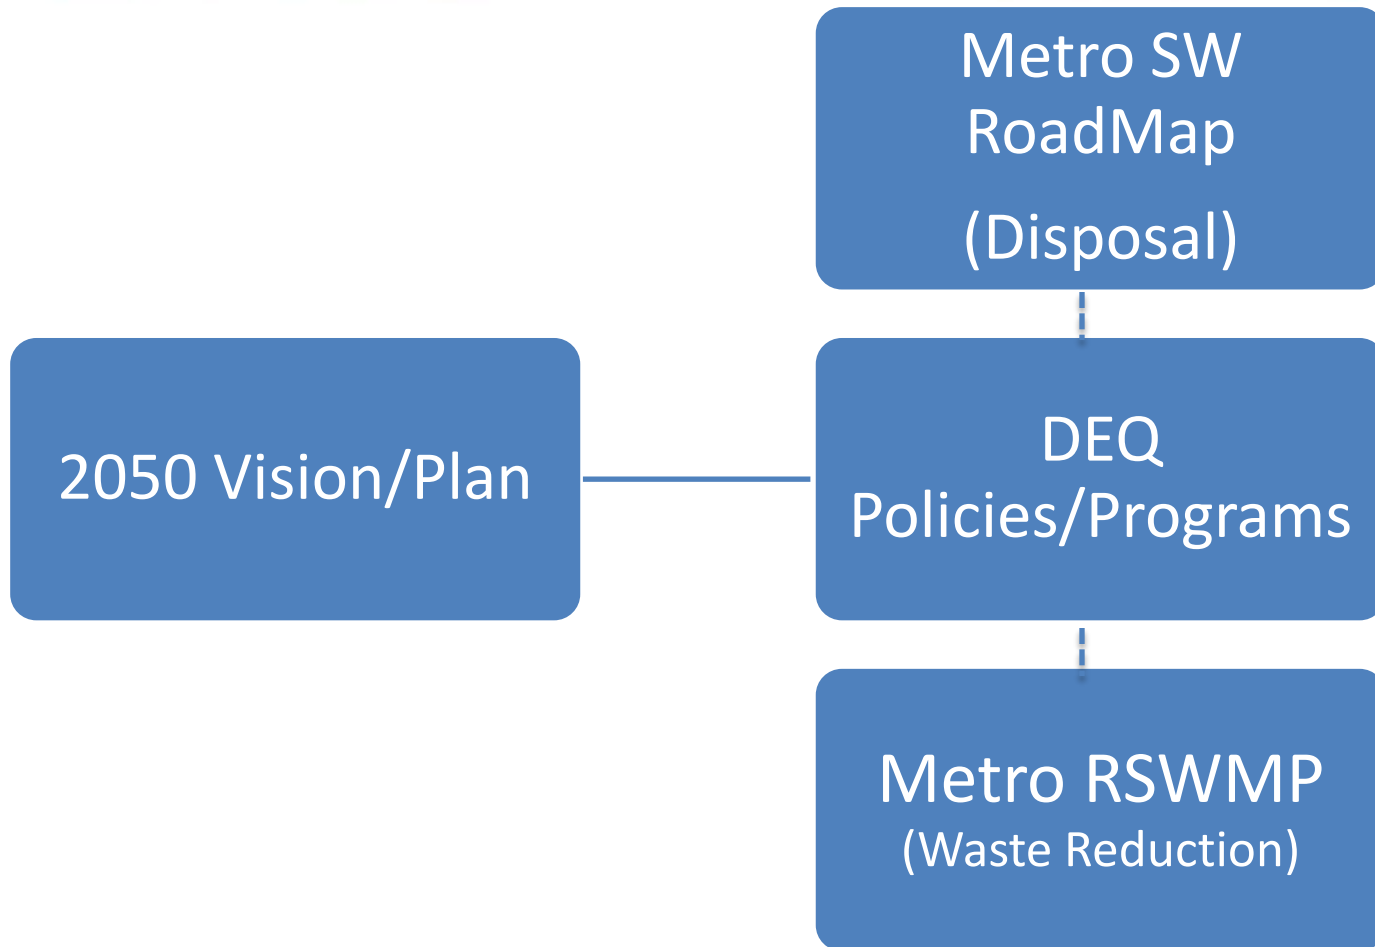 Metro SW
RoadMap
(Disposal)
2050 Vision/Plan
DEQ
Policies/Programs
Metro RSWMP
(Waste Reduction)